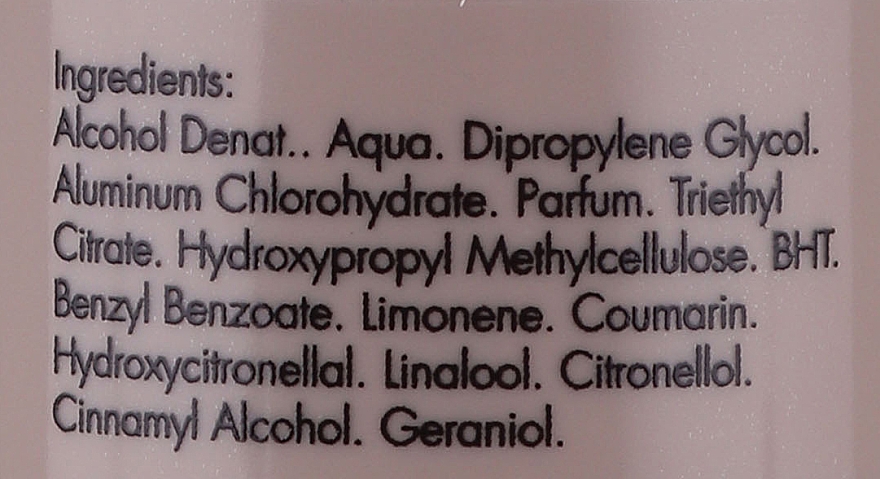 Ingredients:
Alcohol Denat.. Aqua. Dipropylene Glycol.
Aluminum Chlorohydrate. Parfum. Triethyl
Citrate. Hydroxypropyl Methylcellulose. BHT.
Benzyl Benzoate. Limonene. Coumarin.
Hydroxycitronellal. Linalool. Citronellol.
Cinnamyl Alcohol. Geraniol.